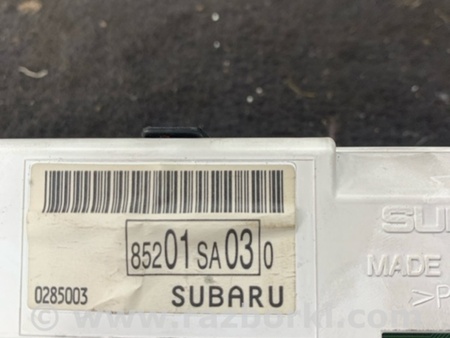 85201SA030
0285003 SUBARU
SU
MADE
>P
www.razborki.com